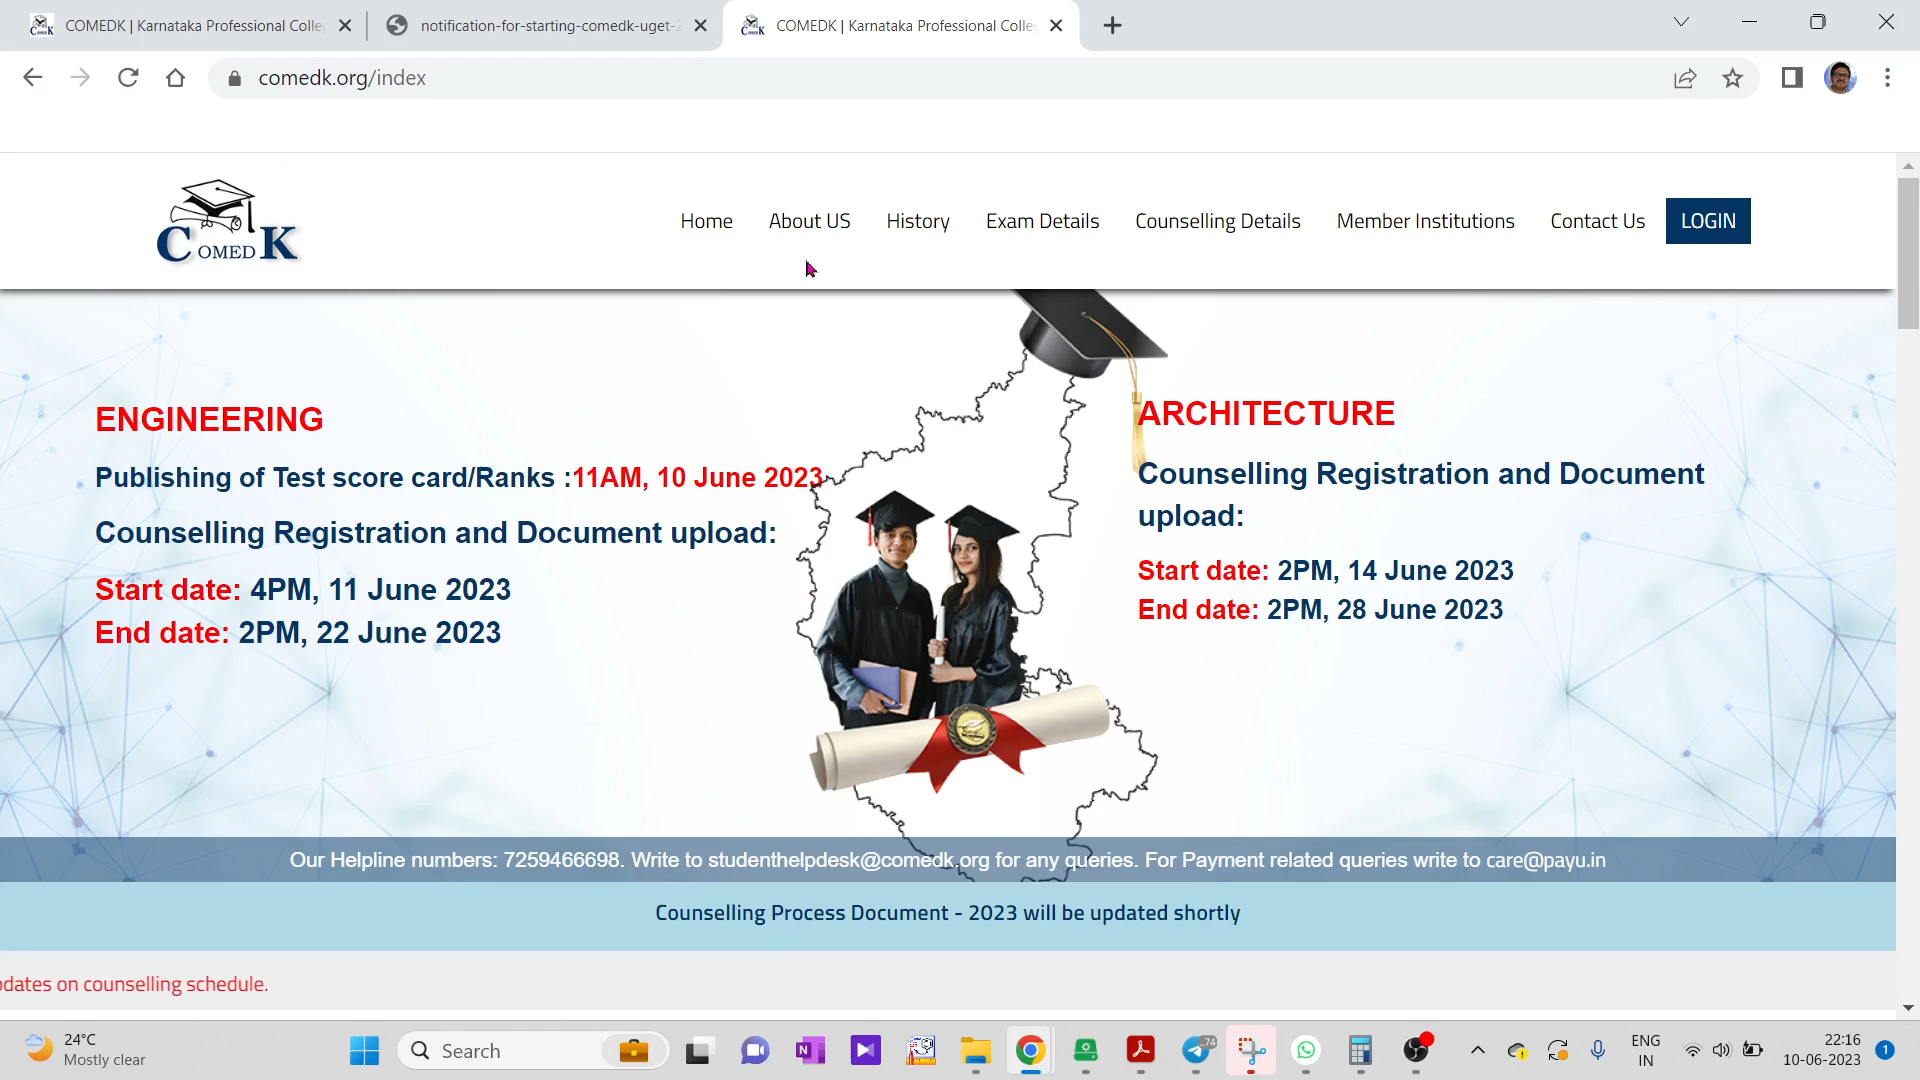 COMEDK | Karnataka Professional Colle
notification-for-starting-comedk-uget-2
COMEDK | Karnataka Professional Colle
comedk.org/index
COMEDK
Home
About US
History
Exam Details
Counselling Details
Member Institutions
Contact Us
LOGIN
ENGINEERING
Publishing of Test score card/Ranks :11AM, 10 June 2023
Counselling Registration and Document upload:
Start date: 4PM, 11 June 2023
End date: 2PM, 22 June 2023
ARCHITECTURE
Counselling Registration and Document
upload:
Start date: 2PM, 14 June 2023
End date: 2PM, 28 June 2023
Our Helpline numbers: 7259466698. Write to studenthelpdesk@comedk.org for any queries. For Payment related queries write to care@payu.in
Counselling Process Document - 2023 will be updated shortly
dates on counselling schedule.
24°C
Mostly clear
Search
74
ENG
IN
22:16
10-06-2023
1